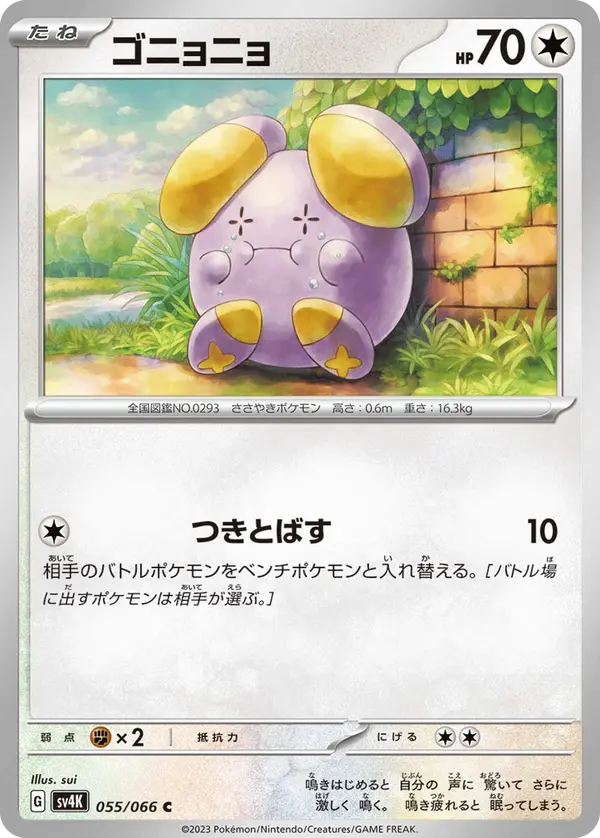 たね ゴニョニョ HP70
全国図鑑NO.0293 ささやきポケモン 高さ:0.6m 重さ:16.3kg
つきとばす 10
相手のバトルポケモンをベンチポケモンと入れ替える。[バトル場
に出すポケモンは相手が選ぶ。]
弱点 ×2 抵抗力 にげる
Illus. sui
G SV4K 055/066 C
鳴きはじめると 自分の 声に 驚いて さらに
激しく 鳴く。 鳴き疲れると 眠ってしまう。
©2023 Pokémon/Nintendo/Creatures/GAME FREAK.